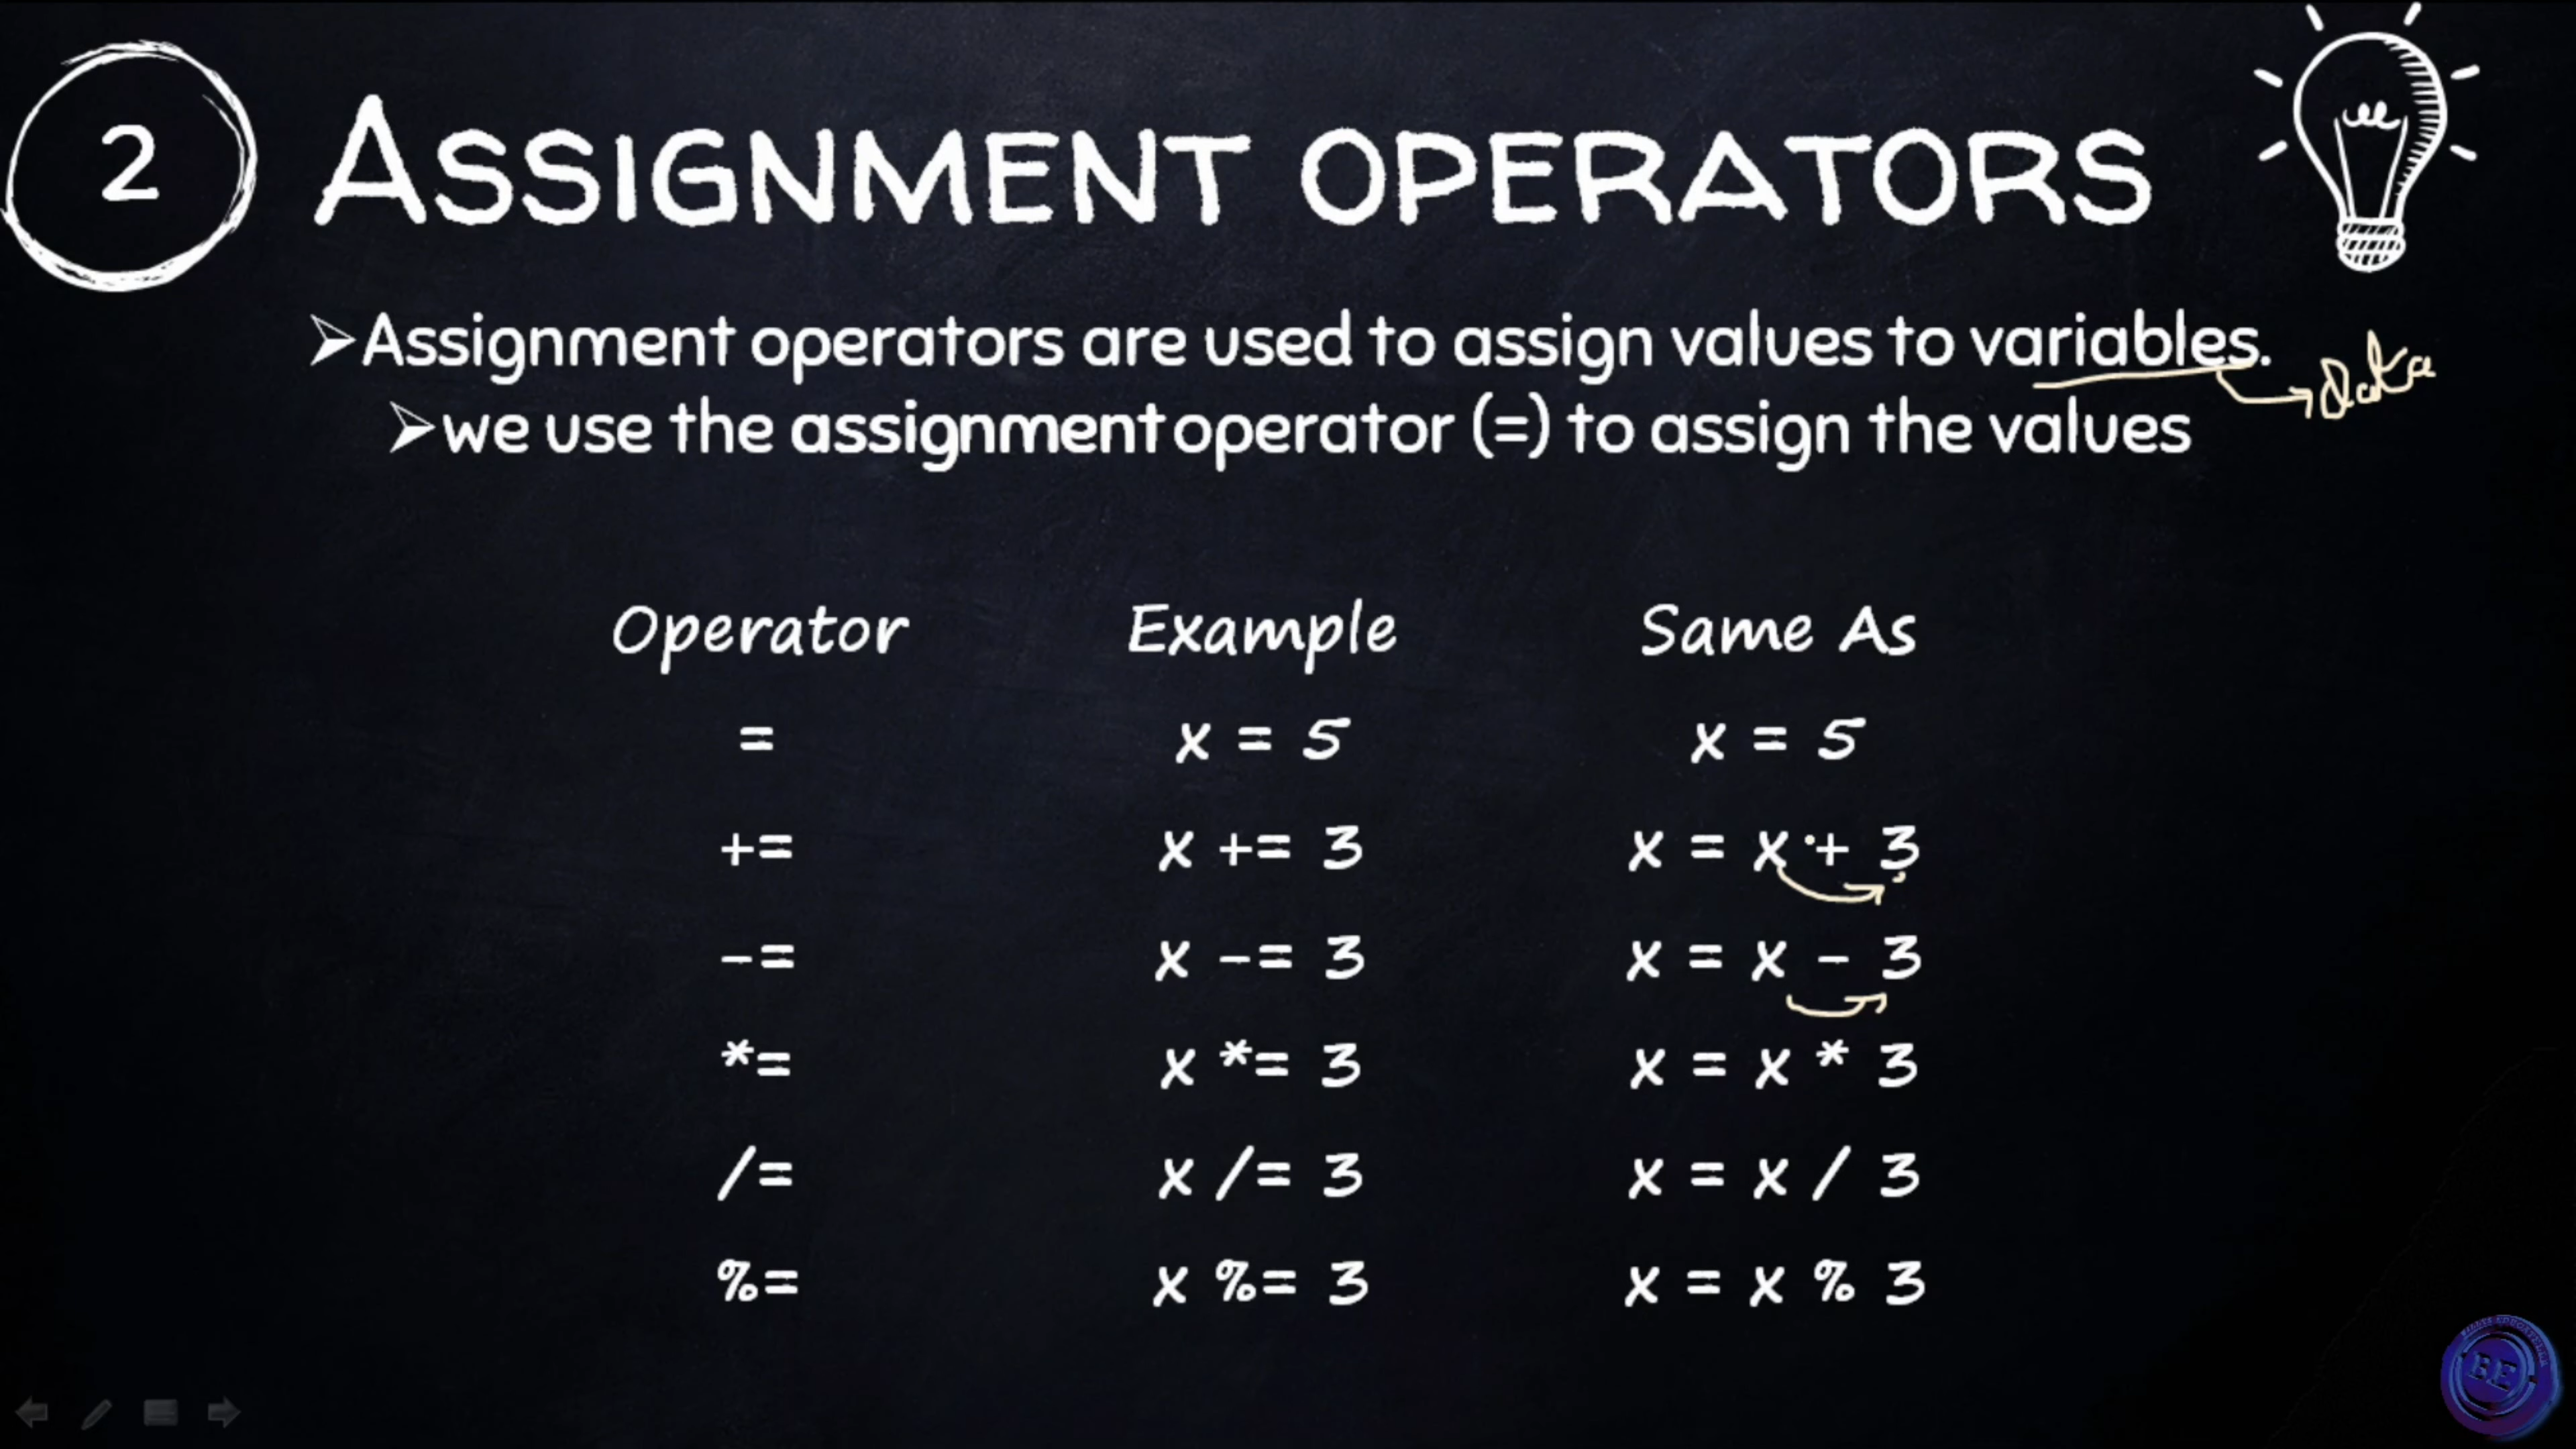 2
ASSIGNMENT OPERATORS
➢Assignment operators are used to assign values to variables.
Data
➢we use the assignment operator (=) to assign the values
Operator Example Same As
= x = 5 x = 5
+= x += 3 x = x + 3
-= x -= 3 x = x - 3
*= x *= 3 x = x * 3
/= x /= 3 x = x / 3
%= x %= 3 x = x % 3
BE